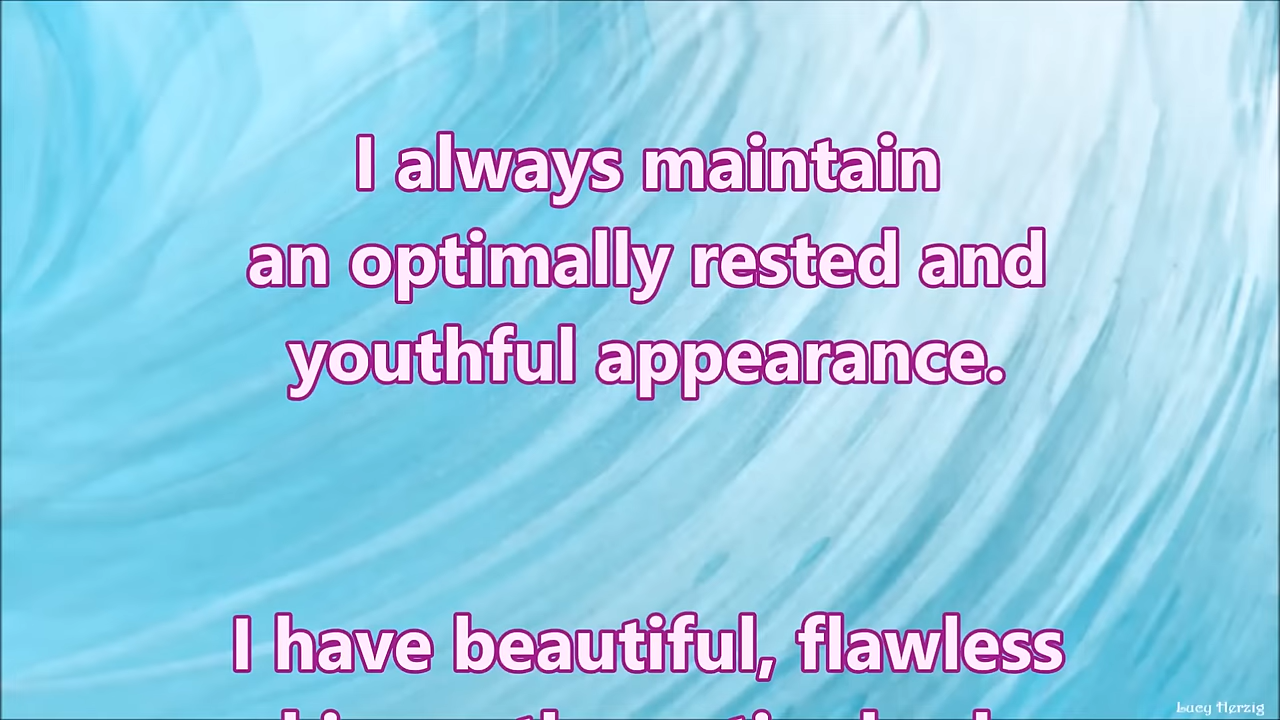 I always maintain
an optimally rested and
youthful appearance.
I have beautiful, flawless
Lucy Herzig